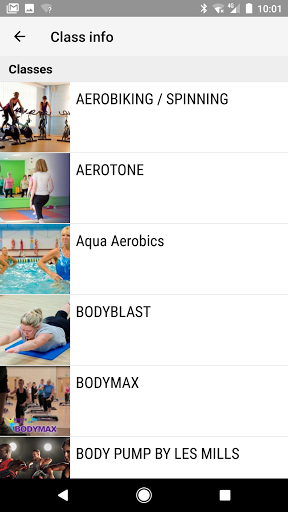 10:01
Class info
Classes
AEROBIKING / SPINNING
AEROTONE
Aqua Aerobics
BODYBLAST
BODYMAX
BODYMAX
BODY PUMP BY LES MILLS